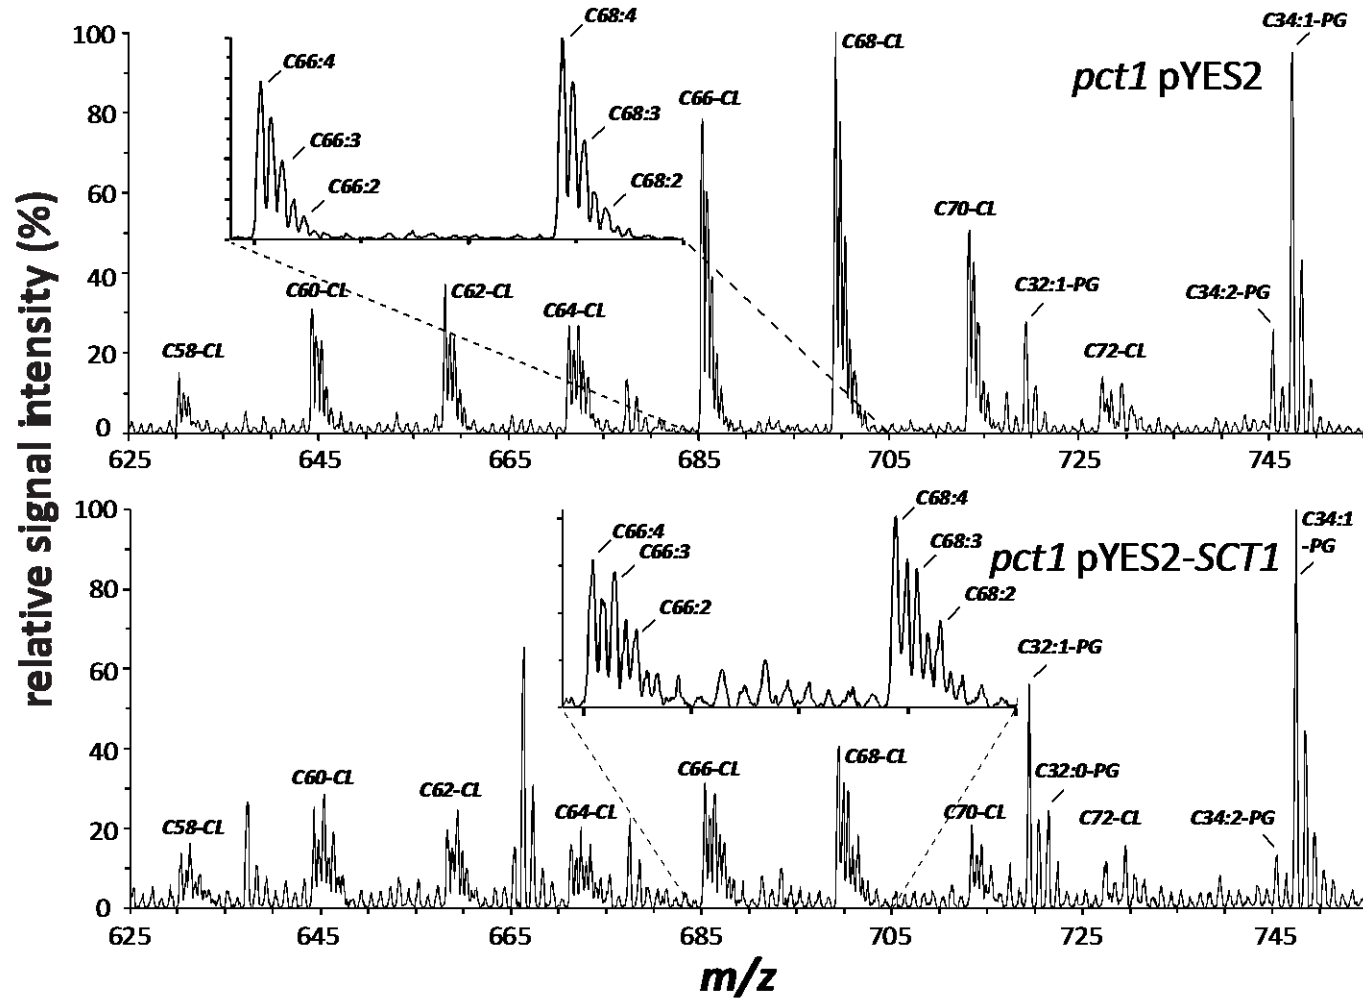 relative signal intensity (%)
pct1 pYES2
100
80
60
40
20
0
C66:4
C66:3
C66:2
C68:4
C68:3
C68:2
C58-CL
C60-CL
C62-CL
C64-CL
C66-CL
C68-CL
C70-CL
C32:1-PG
C72-CL
C34:2-PG
C34:1-PG
625 645 665 685 705 725 745
pct1 pYES2-SCT1
100
80
60
40
20
0
C66:4
C66:3
C66:2
C68:4
C68:3
C68:2
C58-CL
C60-CL
C62-CL
C64-CL
C66-CL
C68-CL
C70-CL
C32:1-PG
C32:0-PG
C72-CL
C34:2-PG
C34:1
-PG
625 645 665 685 705 725 745
m/z